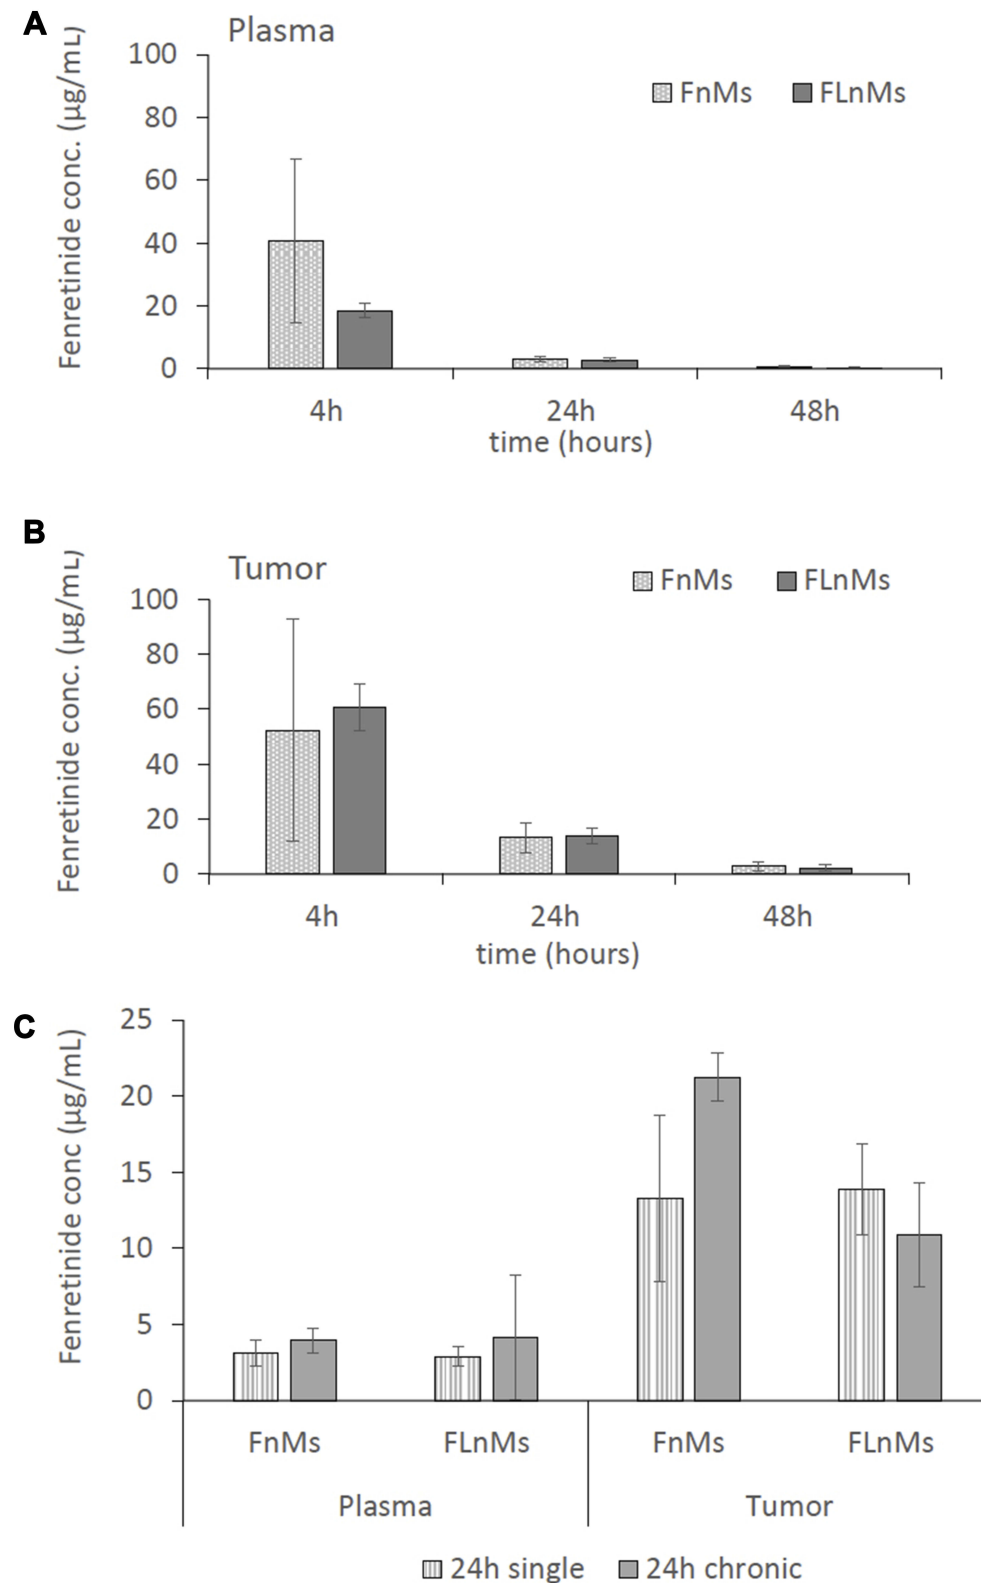 A
Plasma
Fenretinide conc. (µg/mL)
100
80
60
40
20
0
FnMs
FLnMs
4h
24h
48h
time (hours)
B
Tumor
Fenretinide conc. (µg/mL)
100
80
60
40
20
0
FnMs
FLnMs
4h
24h
48h
time (hours)
C
Fenretinide conc (µg/mL)
25
20
15
10
5
0
FnMs
FLnMs
FnMs
FLnMs
Plasma
Tumor
24h single
24h chronic